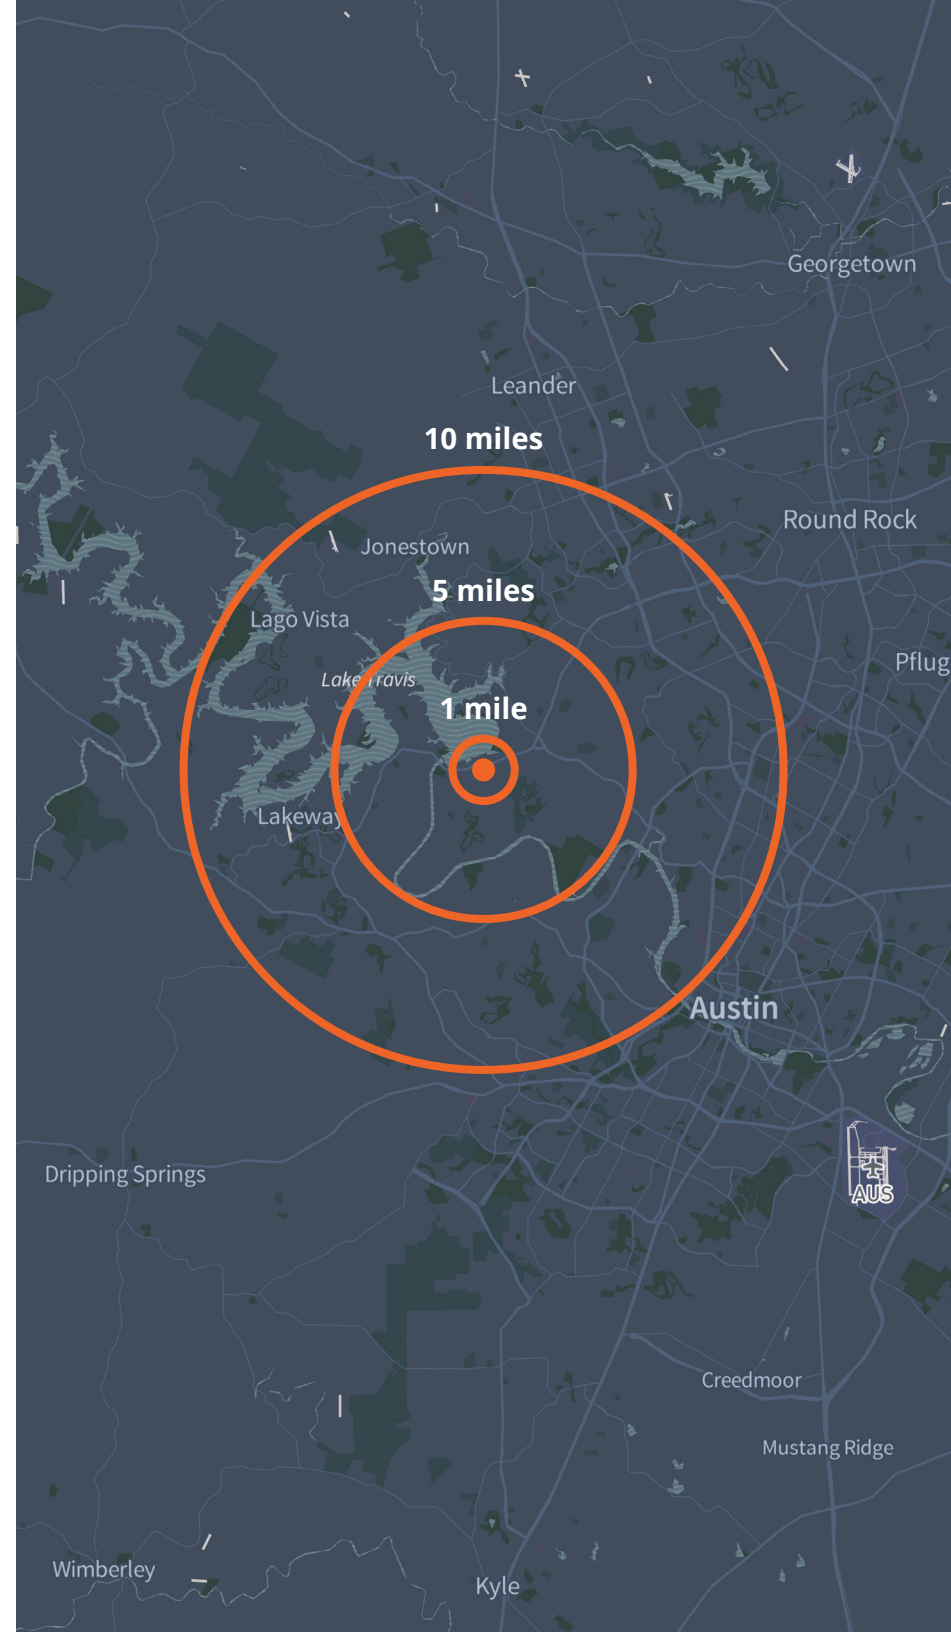 Georgetown
Leander
10 miles
Round Rock
Jonestown
5 miles
Lago Vista
Pflug
Lake Travis
1 mile
Lakeway
Austin
Dripping Springs
AUS
Creedmoor
Mustang Ridge
Wimberley
Kyle